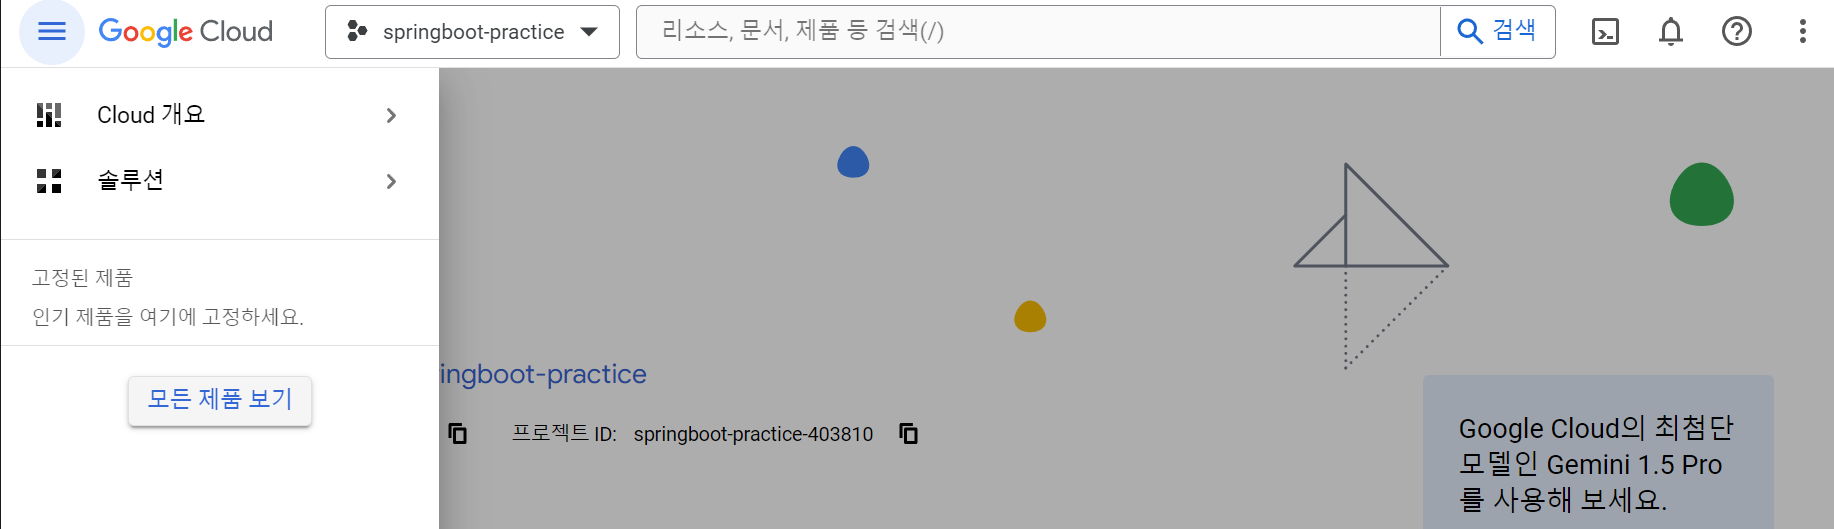 Google Cloud
springboot-practice
리소스, 문서, 제품 등 검색(/)
검색
Cloud 개요
솔루션
고정된 제품
인기 제품을 여기에 고정하세요.
모든 제품 보기
ingboot-practice
프로젝트 ID: springboot-practice-403810
Google Cloud의 최첨단
모델인 Gemini 1.5 Pro
를 사용해 보세요.